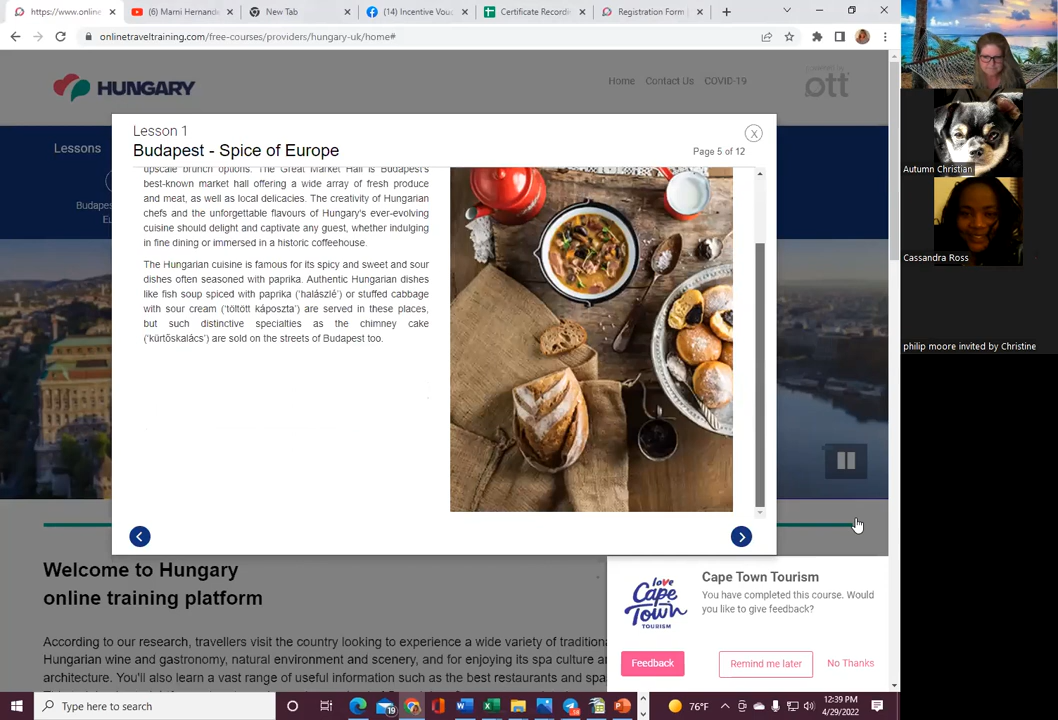 https://www.online
(6) Marni Hernande
New Tab
(14) Incentive Vou
Certificate Recordi
Registration Form
onlinetraveltraining.com/free-courses/providers/hungary-uk/home#
HUNGARY
Home
Contact Us
COVID-19
powered by
ott
Lessons
Lesson 1
Budapest - Spice of Europe
X
Page 5 of 12
upscale brunch options. The Great Market Hall is Budapest's
best-known market hall offering a wide array of fresh produce
and meat, as well as local delicacies. The creativity of Hungarian
chefs and the unforgettable flavours of Hungary's ever-evolving
cuisine should delight and captivate any guest, whether indulging
in fine dining or immersed in a historic coffeehouse.
The Hungarian cuisine is famous for its spicy and sweet and sour
dishes often seasoned with paprika. Authentic Hungarian dishes
like fish soup spiced with paprika ('halászlé') or stuffed cabbage
with sour cream ('töltött káposzta') are served in these places,
but such distinctive specialties as the chimney cake
('kürtőskalács') are sold on the streets of Budapest too.
Budap
Eu
Welcome to Hungary
online training platform
According to our research, travellers visit the country looking to experience a wide variety of traditiona
Hungarian wine and gastronomy, natural environment and scenery, and for enjoying its spa culture a
architecture. You'll also learn a vast range of useful information such as the best restaurants and spa
love
Cape
Town
TOURISM
Cape Town Tourism
You have completed this course. Would
you like to give feedback?
Feedback
Remind me later
No Thanks
Autumn Christian
Cassandra Ross
philip moore invited by Christine
Type here to search
19
76°F
12:39 PM
4/29/2022